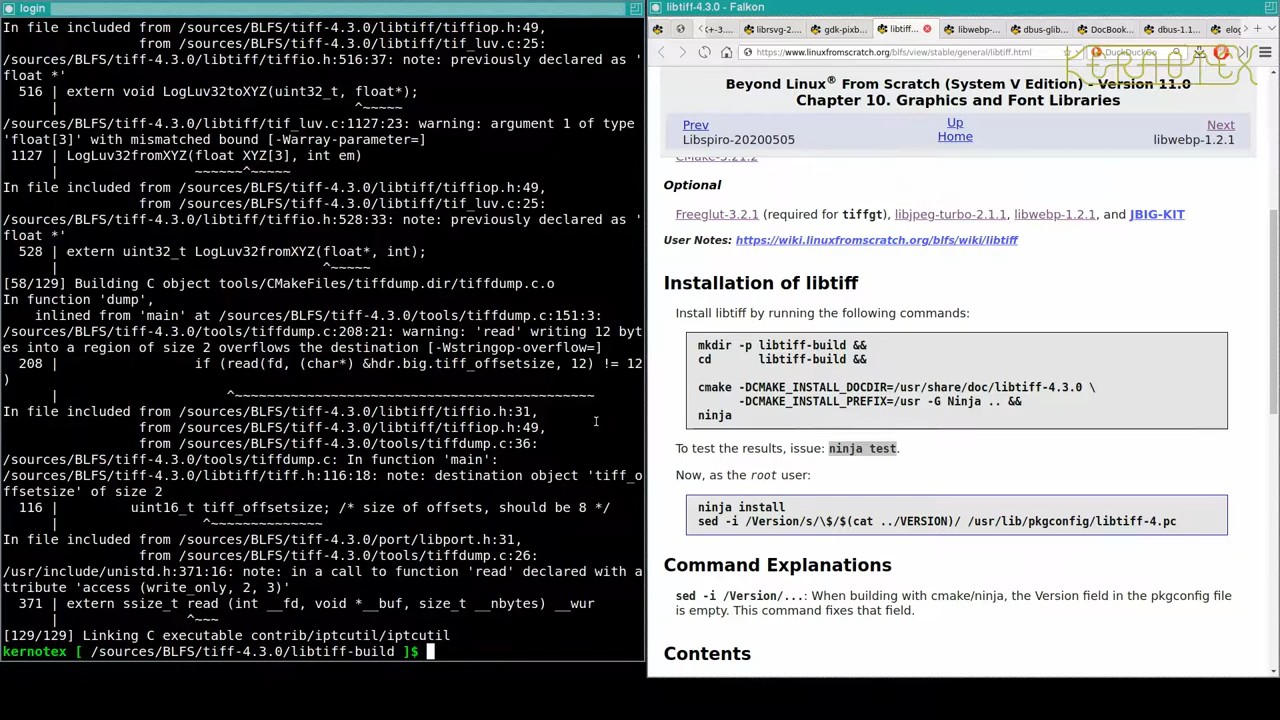 login
In file included from /sources/BLFS/tiff-4.3.0/libtiff/tiffiop.h:49,
from /sources/BLFS/tiff-4.3.0/libtiff/tif_luv.c:25:
/sources/BLFS/tiff-4.3.0/libtiff/tiffio.h:516:37: note: previously declared as '
float *'
516 | extern void LogLuv32toXYZ(uint32_t, float*);
| ^~~~~~
/sources/BLFS/tiff-4.3.0/libtiff/tif_luv.c:1127:23: warning: argument 1 of type
'float[3]' with mismatched bound [-Warray-parameter=]
1127 | LogLuv32fromXYZ(float XYZ[3], int em)
| ~~~~~~^~~~~~
In file included from /sources/BLFS/tiff-4.3.0/libtiff/tiffiop.h:49,
from /sources/BLFS/tiff-4.3.0/libtiff/tif_luv.c:25:
/sources/BLFS/tiff-4.3.0/libtiff/tiffio.h:528:33: note: previously declared as '
float *'
528 | extern uint32_t LogLuv32fromXYZ(float*, int);
| ^~~~~~
[58/129] Building C object tools/CMakeFiles/tiffdump.dir/tiffdump.c.o
In function 'dump',
inlined from 'main' at /sources/BLFS/tiff-4.3.0/tools/tiffdump.c:151:3:
/sources/BLFS/tiff-4.3.0/tools/tiffdump.c:208:21: warning: 'read' writing 12 byt
es into a region of size 2 overflows the destination [-Wstringop-overflow=]
208 | if (read(fd, (char*) &hdr.big.tiff_offsetsize, 12) != 12
)
| ^~~~~~~~~~~~~~~~~~~~~~~~~~~~~~~~~~~~~~~~~~~~~~
In file included from /sources/BLFS/tiff-4.3.0/libtiff/tiffio.h:31,
from /sources/BLFS/tiff-4.3.0/libtiff/tiffiop.h:49,
from /sources/BLFS/tiff-4.3.0/tools/tiffdump.c:36:
/sources/BLFS/tiff-4.3.0/tools/tiffdump.c: In function 'main':
/sources/BLFS/tiff-4.3.0/libtiff/tiff.h:116:18: note: destination object 'tiff_o
ffsetsize' of size 2
116 | uint16_t tiff_offsetsize; /* size of offsets, should be 8 */
| ^~~~~~~~~~~~~~~
In file included from /sources/BLFS/tiff-4.3.0/port/libport.h:31,
from /sources/BLFS/tiff-4.3.0/tools/tiffdump.c:26:
/usr/include/unistd.h:371:16: note: in a call to function 'read' declared with a
ttribute 'access (write_only, 2, 3)'
371 | extern ssize_t read (int __fd, void *__buf, size_t __nbytes) __wur
| ^~~~
[129/129] Linking C executable contrib/iptcutil/iptcutil
kernotex [ /sources/BLFS/tiff-4.3.0/libtiff-build ]$
libtiff-4.3.0 - Falkon
(+-3.... librsvg-2... gdk-pixb... libtiff... libwebp-... dbus-glib... DocBook... dbus-1.1... elog
https://www.linuxfromscratch.org/blfs/view/stable/general/libtiff.html DuckDuckGo
KERNOTEX
Beyond Linux® From Scratch (System V Edition) - Version 11.0
Chapter 10. Graphics and Font Libraries
Prev Up Next
Libspiro-20200505 Home libwebp-1.2.1
CMake-3.21.2
Optional
Freeglut-3.2.1 (required for tiffgt), libjpeg-turbo-2.1.1, libwebp-1.2.1, and JBIG-KIT
User Notes: https://wiki.linuxfromscratch.org/blfs/wiki/libtiff
Installation of libtiff
Install libtiff by running the following commands:
mkdir -p libtiff-build &&
cd libtiff-build &&
cmake -DCMAKE_INSTALL_DOCDIR=/usr/share/doc/libtiff-4.3.0 \
-DCMAKE_INSTALL_PREFIX=/usr -G Ninja .. &&
ninja
To test the results, issue: ninja test.
Now, as the root user:
ninja install
sed -i /Version/s/\$/$(cat ../VERSION)/ /usr/lib/pkgconfig/libtiff-4.pc
Command Explanations
sed -i /Version/...: When building with cmake/ninja, the Version field in the pkgconfig file
is empty. This command fixes that field.
Contents